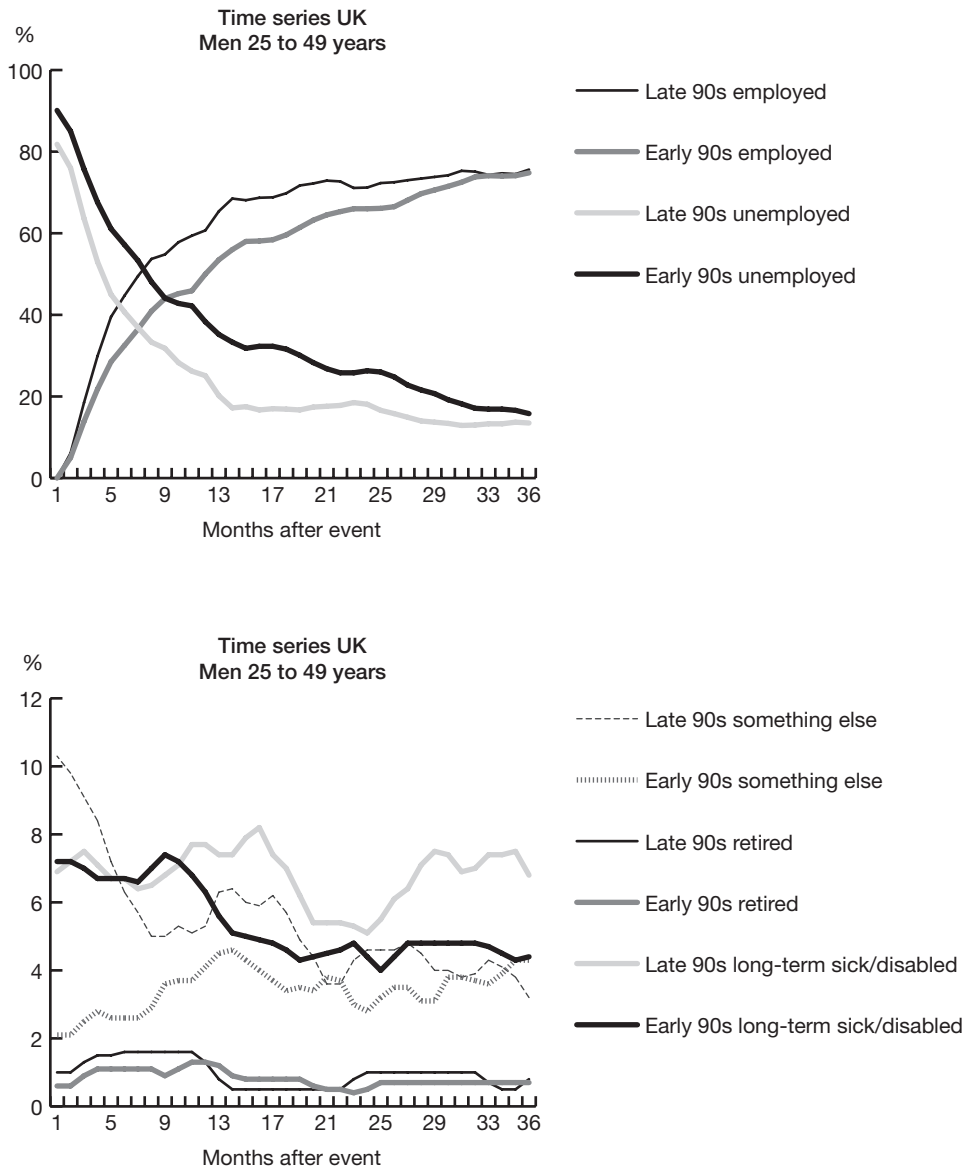 Time series UK
Men 25 to 49 years
%
100
80
60
40
20
0
1 5 9 13 17 21 25 29 33 36
Months after event
Late 90s employed
Early 90s employed
Late 90s unemployed
Early 90s unemployed
Time series UK
Men 25 to 49 years
%
12
10
8
6
4
2
0
1 5 9 13 17 21 25 29 33 36
Months after event
Late 90s something else
Early 90s something else
Late 90s retired
Early 90s retired
Late 90s long-term sick/disabled
Early 90s long-term sick/disabled